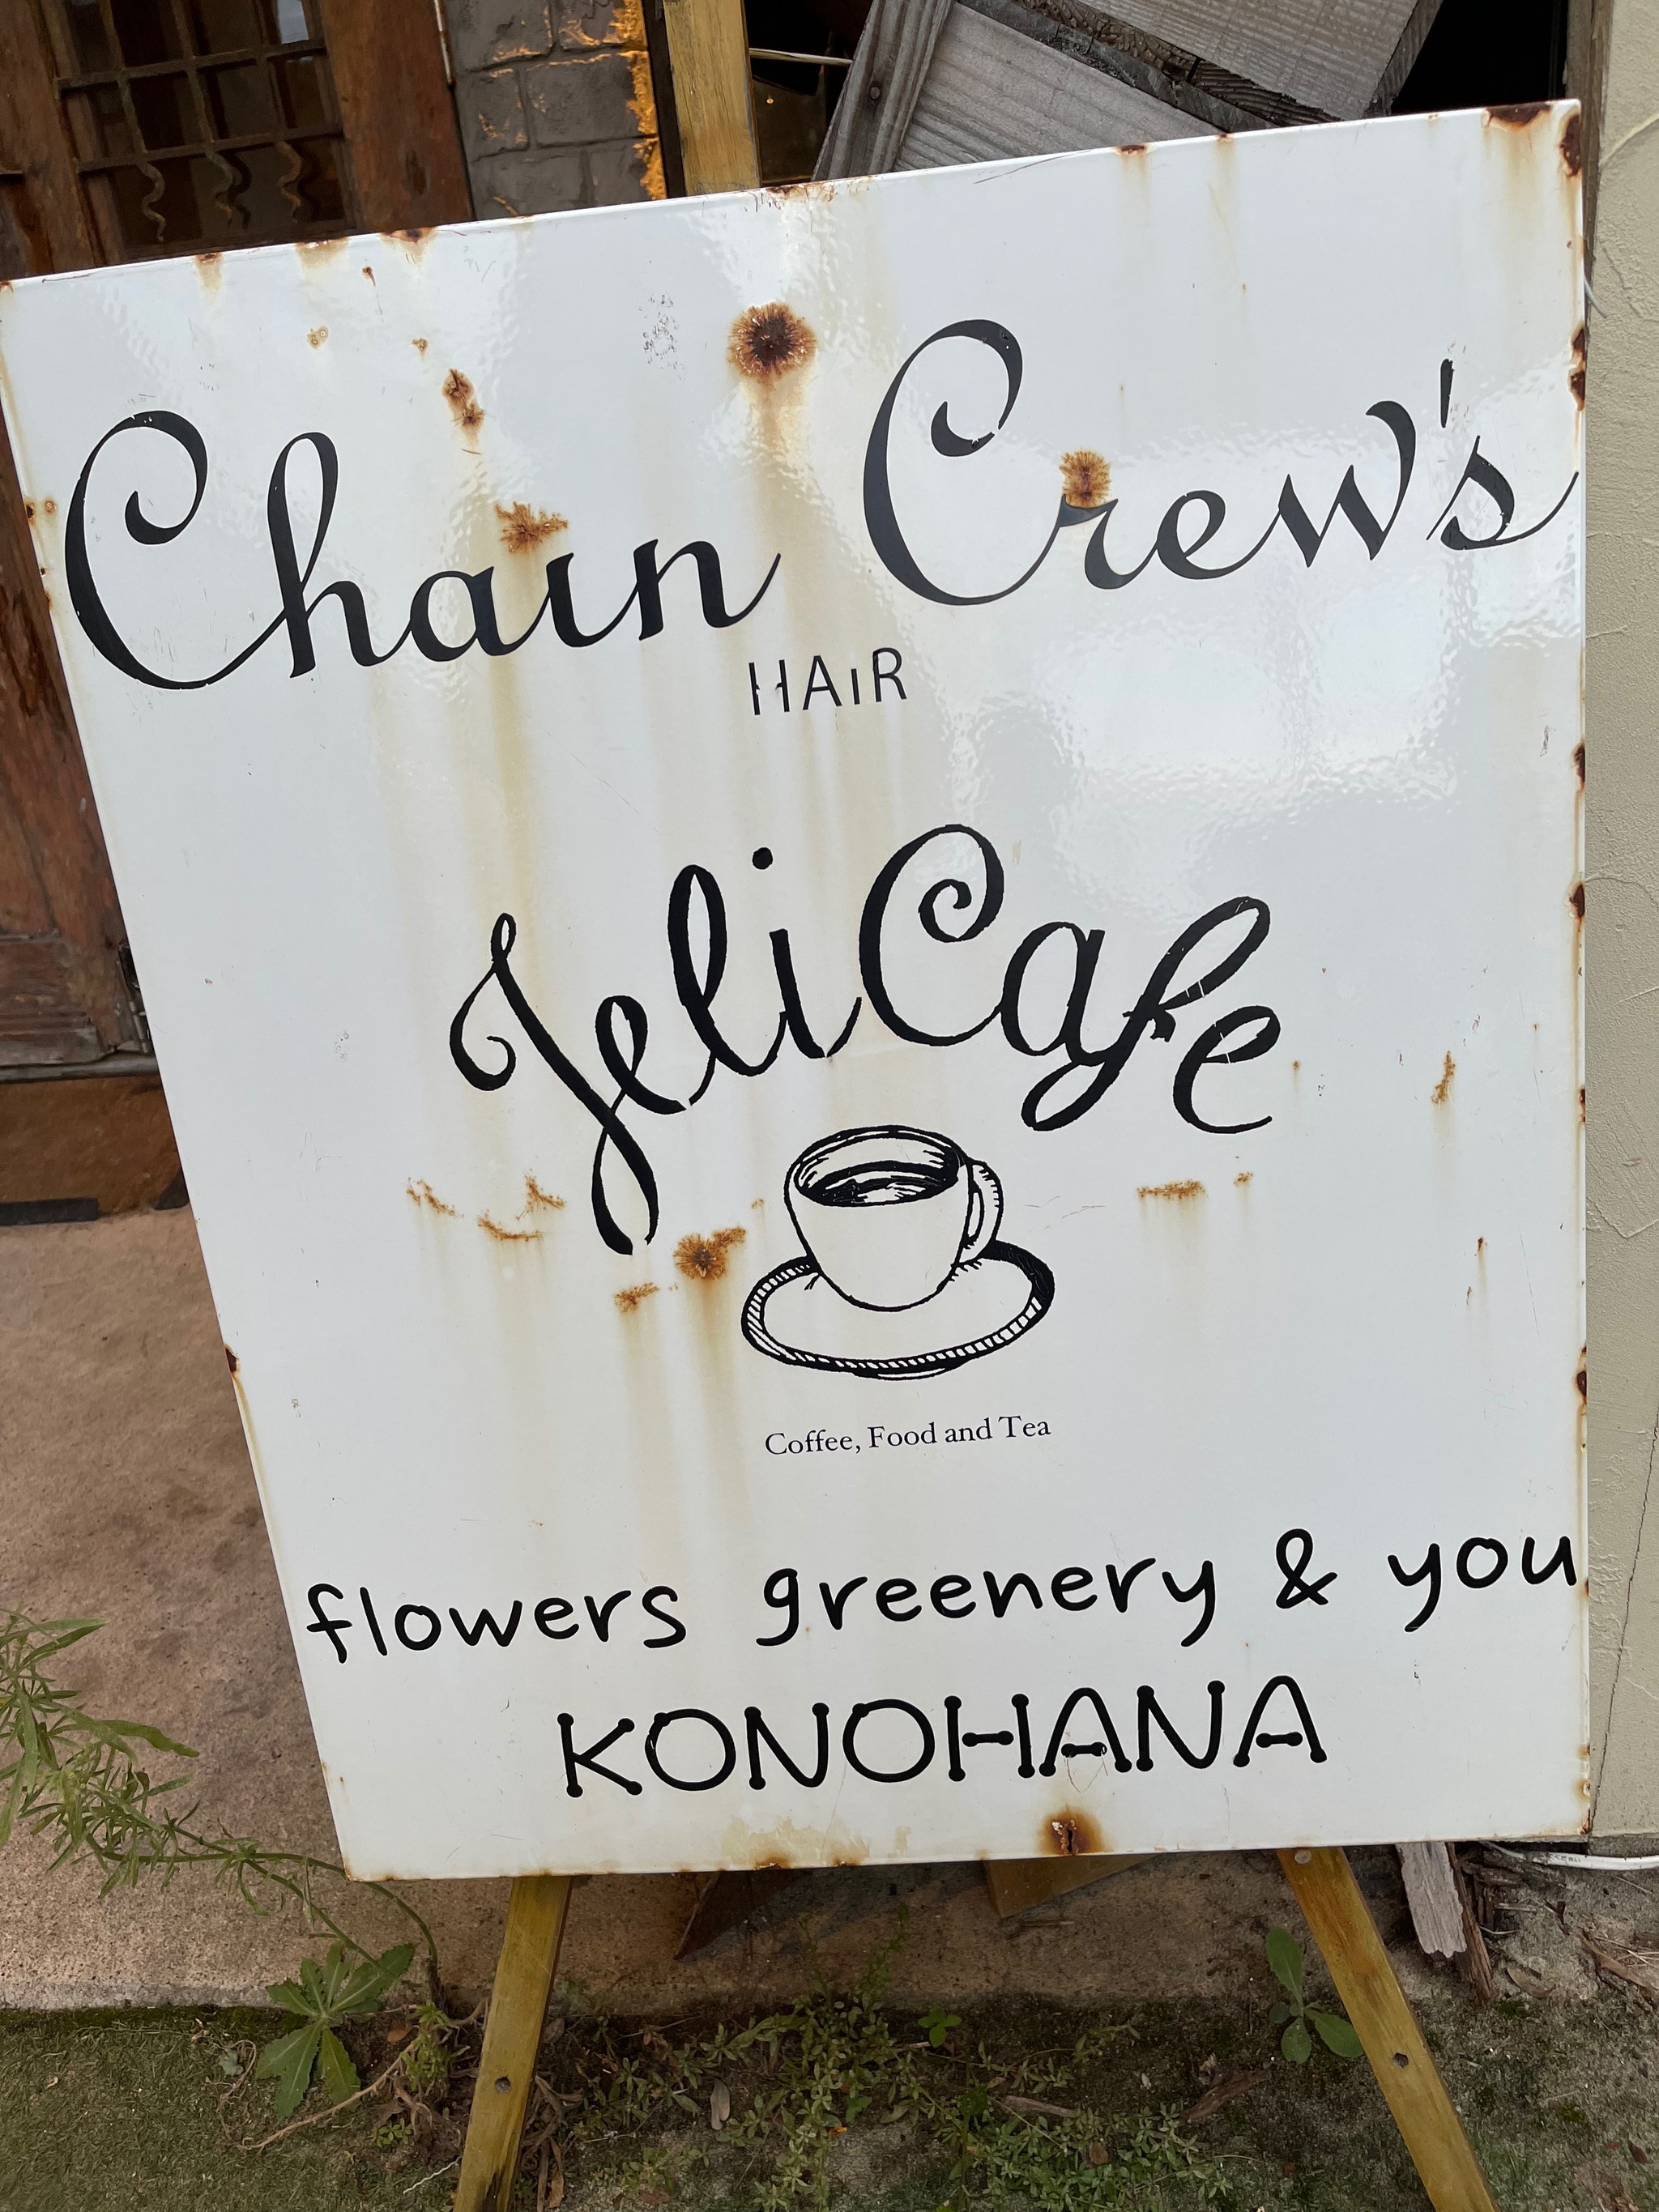 Chain Crew's
HAiR
JeliCafe
Coffee, Food and Tea
flowers greenery & you
KONOHANA